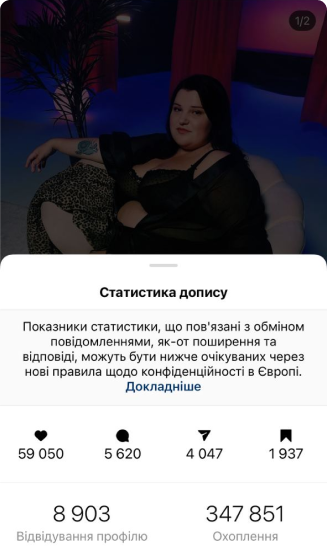 1/2
Статистика допису
Показники статистики, що пов'язані з обміном
повідомленнями, як-от поширення та
відповіді, можуть бути нижче очікуваних через
нові правила щодо конфіденційності в Європі.
Докладніше
59 050 5 620 4 047 1 937
8 903 347 851
Відвідування профілю Охоплення